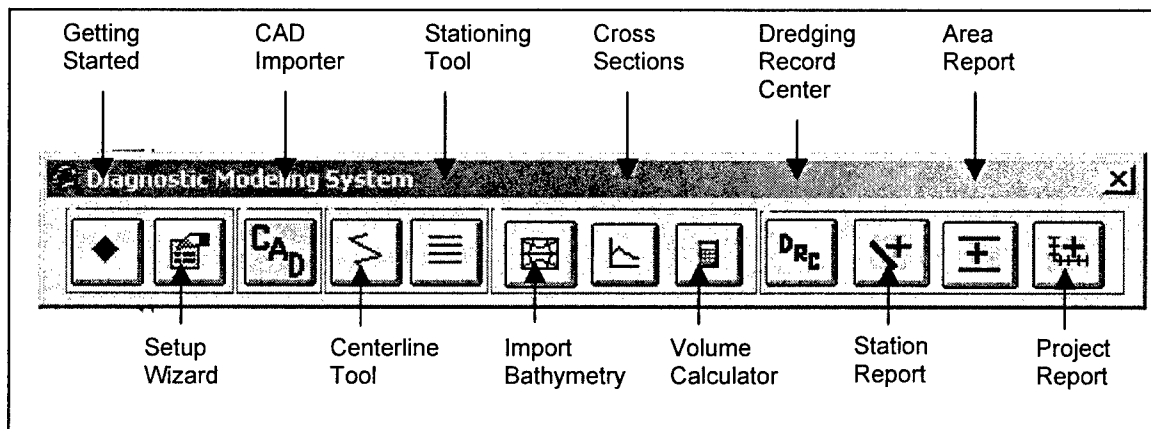 Getting
Started
CAD
Importer
Stationing
Tool
Cross
Sections
Dredging
Record
Center
Area
Report
Diagnostic Modeling System
CAD
DRC
Setup
Wizard
Centerline
Tool
Import
Bathymetry
Volume
Calculator
Station
Report
Project
Report